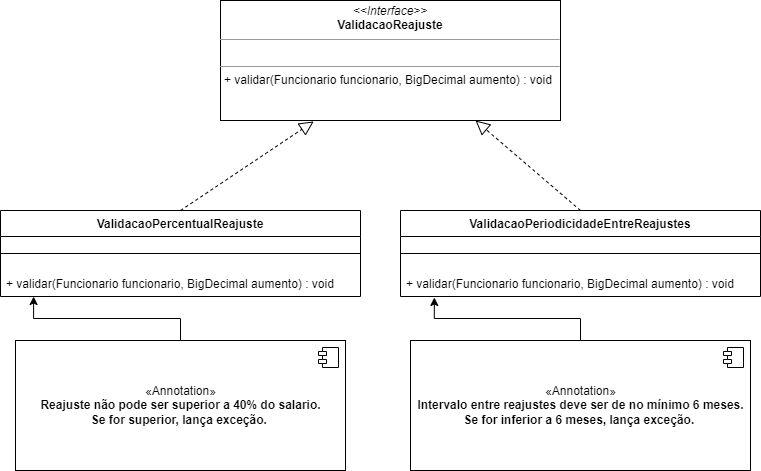 <<Interface>>
ValidacaoReajuste
+ validar(Funcionario funcionario, BigDecimal aumento) : void
ValidacaoPercentualReajuste
+ validar(Funcionario funcionario, BigDecimal aumento) : void
ValidacaoPeriodicidadeEntreReajustes
+ validar(Funcionario funcionario, BigDecimal aumento) : void
«Annotation»
Reajuste não pode ser superior a 40% do salario.
Se for superior, lança exceção.
«Annotation»
Intervalo entre reajustes deve ser de no mínimo 6 meses.
Se for inferior a 6 meses, lança exceção.